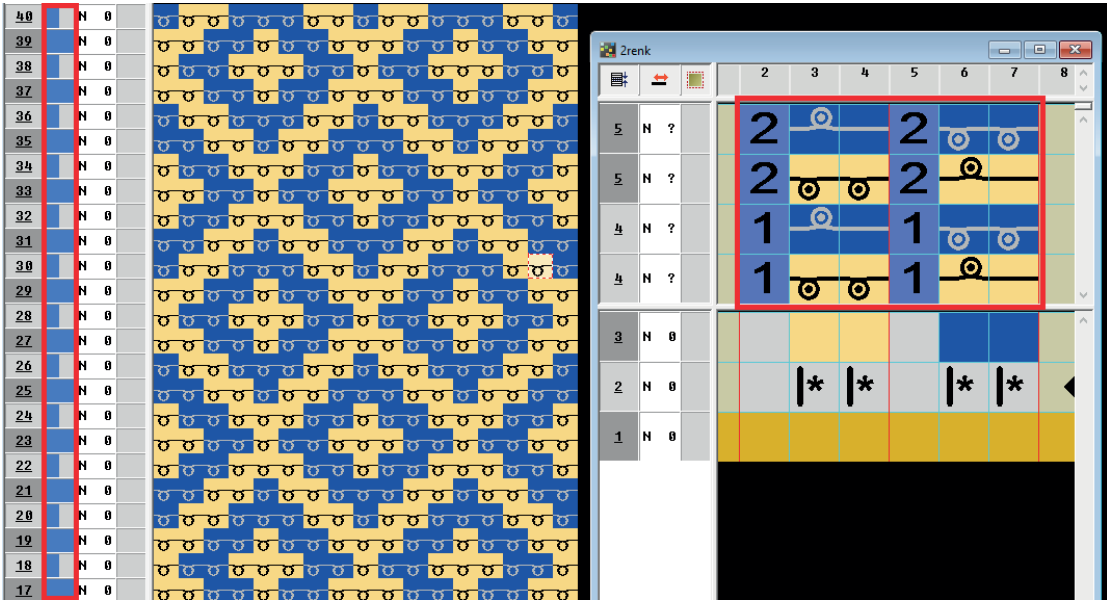 40 N 0
39 N 0
38 N 0
37 N 0
36 N 0
35 N 0
34 N 0
33 N 0
32 N 0
31 N 0
30 N 0
29 N 0
28 N 0
27 N 0
26 N 0
25 N 0
24 N 0
23 N 0
22 N 0
21 N 0
20 N 0
19 N 0
18 N 0
17 N 0
2renk
2 3 4 5 6 7 8
5 N ? 2 2
5 N ? 2 2
4 N ? 1 1
4 N ? 1 1
3 N 0
2 N 0 |* |* |* |*
1 N 0